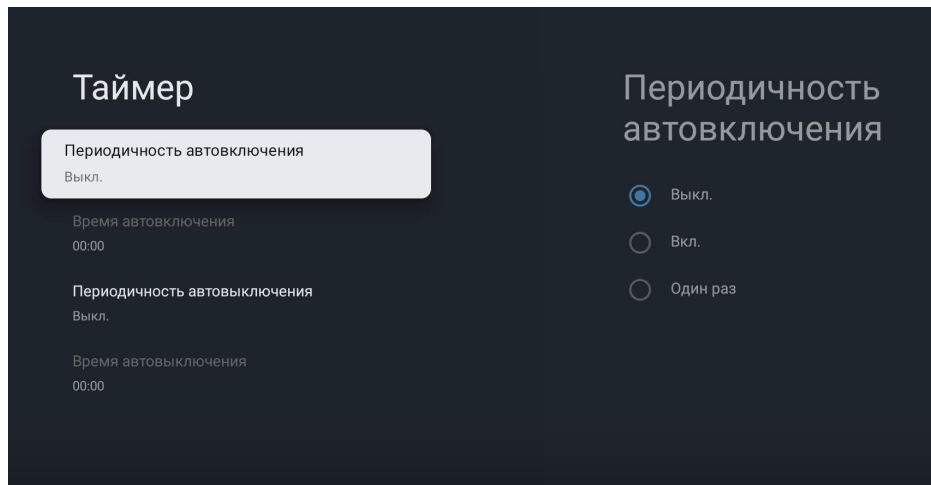 Таймер
Периодичность автовключения
Выкл.
Время автовключения
00:00
Периодичность автовыключения
Выкл.
Время автовыключения
00:00
Периодичность
автовключения
Выкл.
Вкл.
Один раз